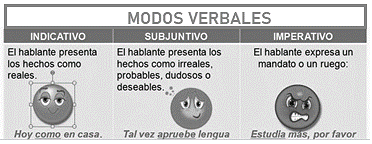 MODOS VERBALES
INDICATIVO
El hablante presenta
los hechos como
reales.
Hoy como en casa.
SUBJUNTIVO
El hablante presenta los
hechos como irreales,
probables, dudosos o
deseables.
Tal vez apruebe lengua
IMPERATIVO
El hablante expresa un
mandato o un ruego:
Estudia más, por favor